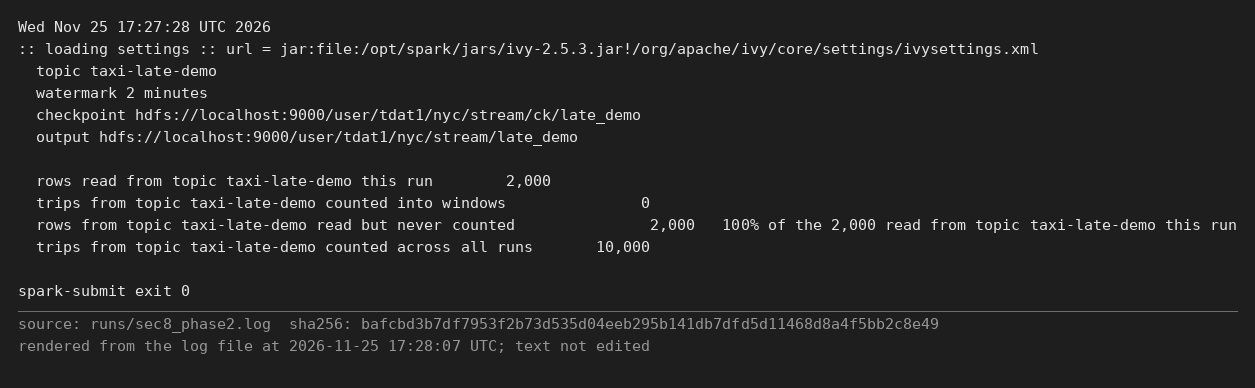 Wed Nov 25 17:27:28 UTC 2026
:: loading settings :: url = jar:file:/opt/spark/jars/ivy-2.5.3.jar!/org/apache/ivy/core/settings/ivysettings.xml
topic taxi-late-demo
watermark 2 minutes
checkpoint hdfs://localhost:9000/user/tdat1/nyc/stream/ck/late_demo
output hdfs://localhost:9000/user/tdat1/nyc/stream/late_demo
rows read from topic taxi-late-demo this run 2,000
trips from topic taxi-late-demo counted into windows 0
rows from topic taxi-late-demo read but never counted 2,000 100% of the 2,000 read from topic taxi-late-demo this run
trips from topic taxi-late-demo counted across all runs 10,000
spark-submit exit 0
source: runs/sec8_phase2.log sha256: bafcbd3b7df7953f2b73d535d04eeb295b141db7dfd5d11468d8a4f5bb2c8e49
rendered from the log file at 2026-11-25 17:28:07 UTC; text not edited